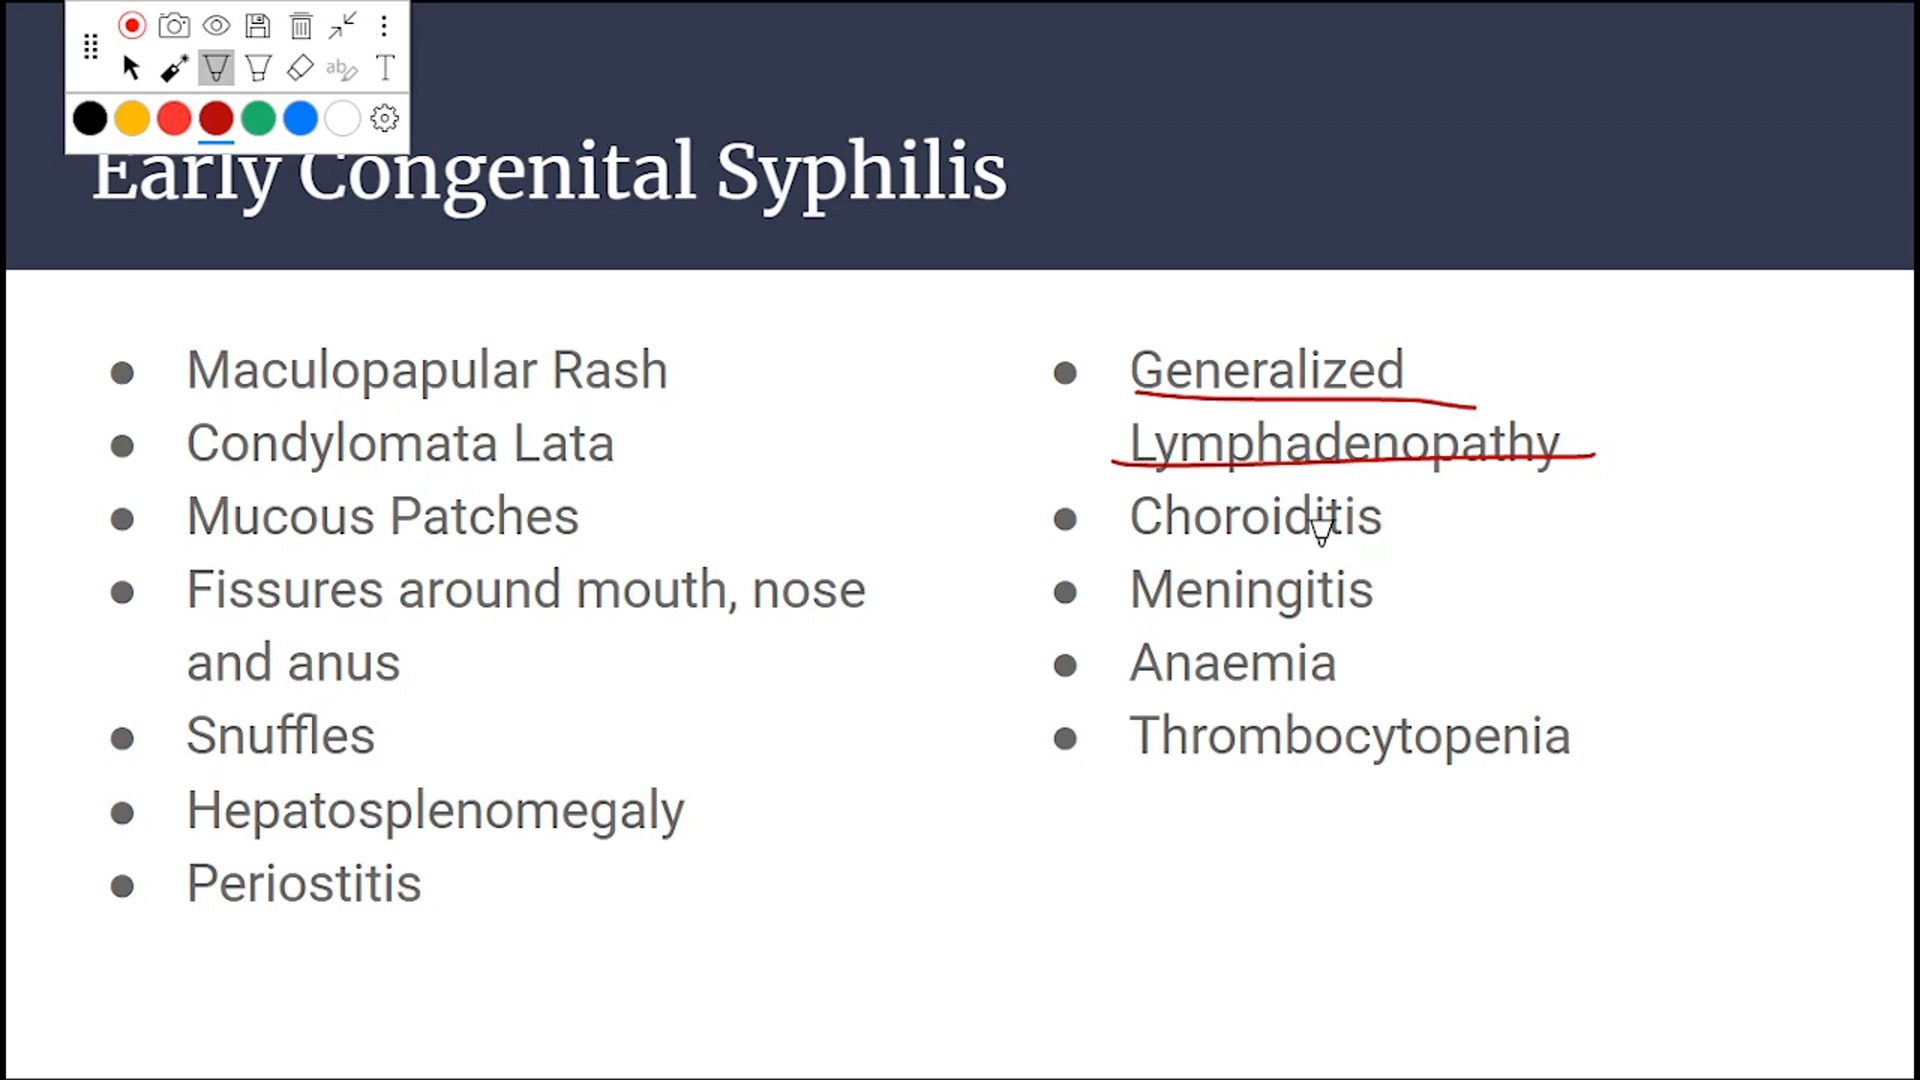 ab
T
Early Congenital Syphilis
Maculopapular Rash
Condylomata Lata
Mucous Patches
Fissures around mouth, nose
and anus
Snuffles
Hepatosplenomegaly
Periostitis
Generalized
Lymphadenopathy
Choroiditis
Meningitis
Anaemia
Thrombocytopenia